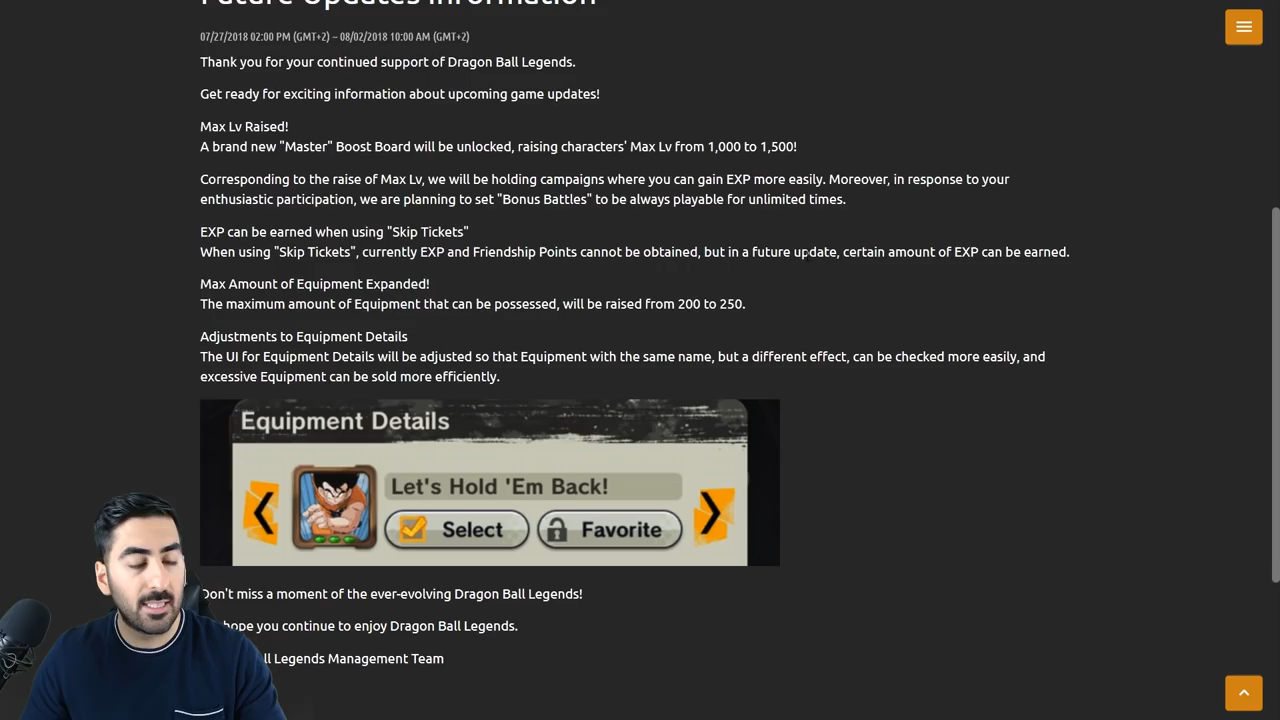 Future Updates Information
07/27/2018 02:00 PM (GMT+2) – 08/02/2018 10:00 AM (GMT+2)
Thank you for your continued support of Dragon Ball Legends.
Get ready for exciting information about upcoming game updates!
Max Lv Raised!
A brand new "Master" Boost Board will be unlocked, raising characters' Max Lv from 1,000 to 1,500!
Corresponding to the raise of Max Lv, we will be holding campaigns where you can gain EXP more easily. Moreover, in response to your
enthusiastic participation, we are planning to set "Bonus Battles" to be always playable for unlimited times.
EXP can be earned when using "Skip Tickets"
When using "Skip Tickets", currently EXP and Friendship Points cannot be obtained, but in a future update, certain amount of EXP can be earned.
Max Amount of Equipment Expanded!
The maximum amount of Equipment that can be possessed, will be raised from 200 to 250.
Adjustments to Equipment Details
The UI for Equipment Details will be adjusted so that Equipment with the same name, but a different effect, can be checked more easily, and
excessive Equipment can be sold more efficiently.
Equipment Details
Let's Hold 'Em Back!
Select Favorite
Don't miss a moment of the ever-evolving Dragon Ball Legends!
hope you continue to enjoy Dragon Ball Legends.
Legends Management Team